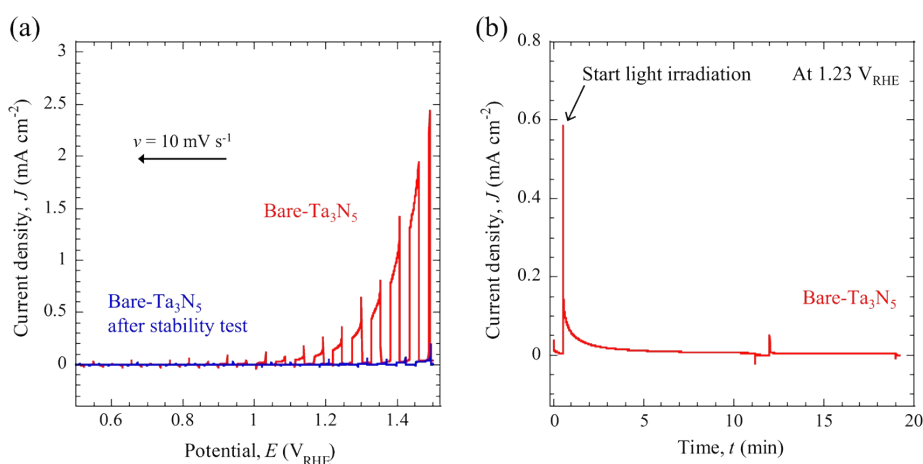 (a)
3
2.5
2
1.5
1
0.5
0
Current density, J (mA cm⁻²)
v = 10 mV s⁻¹
Bare-Ta₃N₅
Bare-Ta₃N₅
after stability test
0.6 0.8 1 1.2 1.4
Potential, E (V_RHE)
(b)
0.8
0.6
0.4
0.2
0
Current density, J (mA cm⁻²)
Start light irradiation
At 1.23 V_RHE
Bare-Ta₃N₅
0 5 10 15 20
Time, t (min)